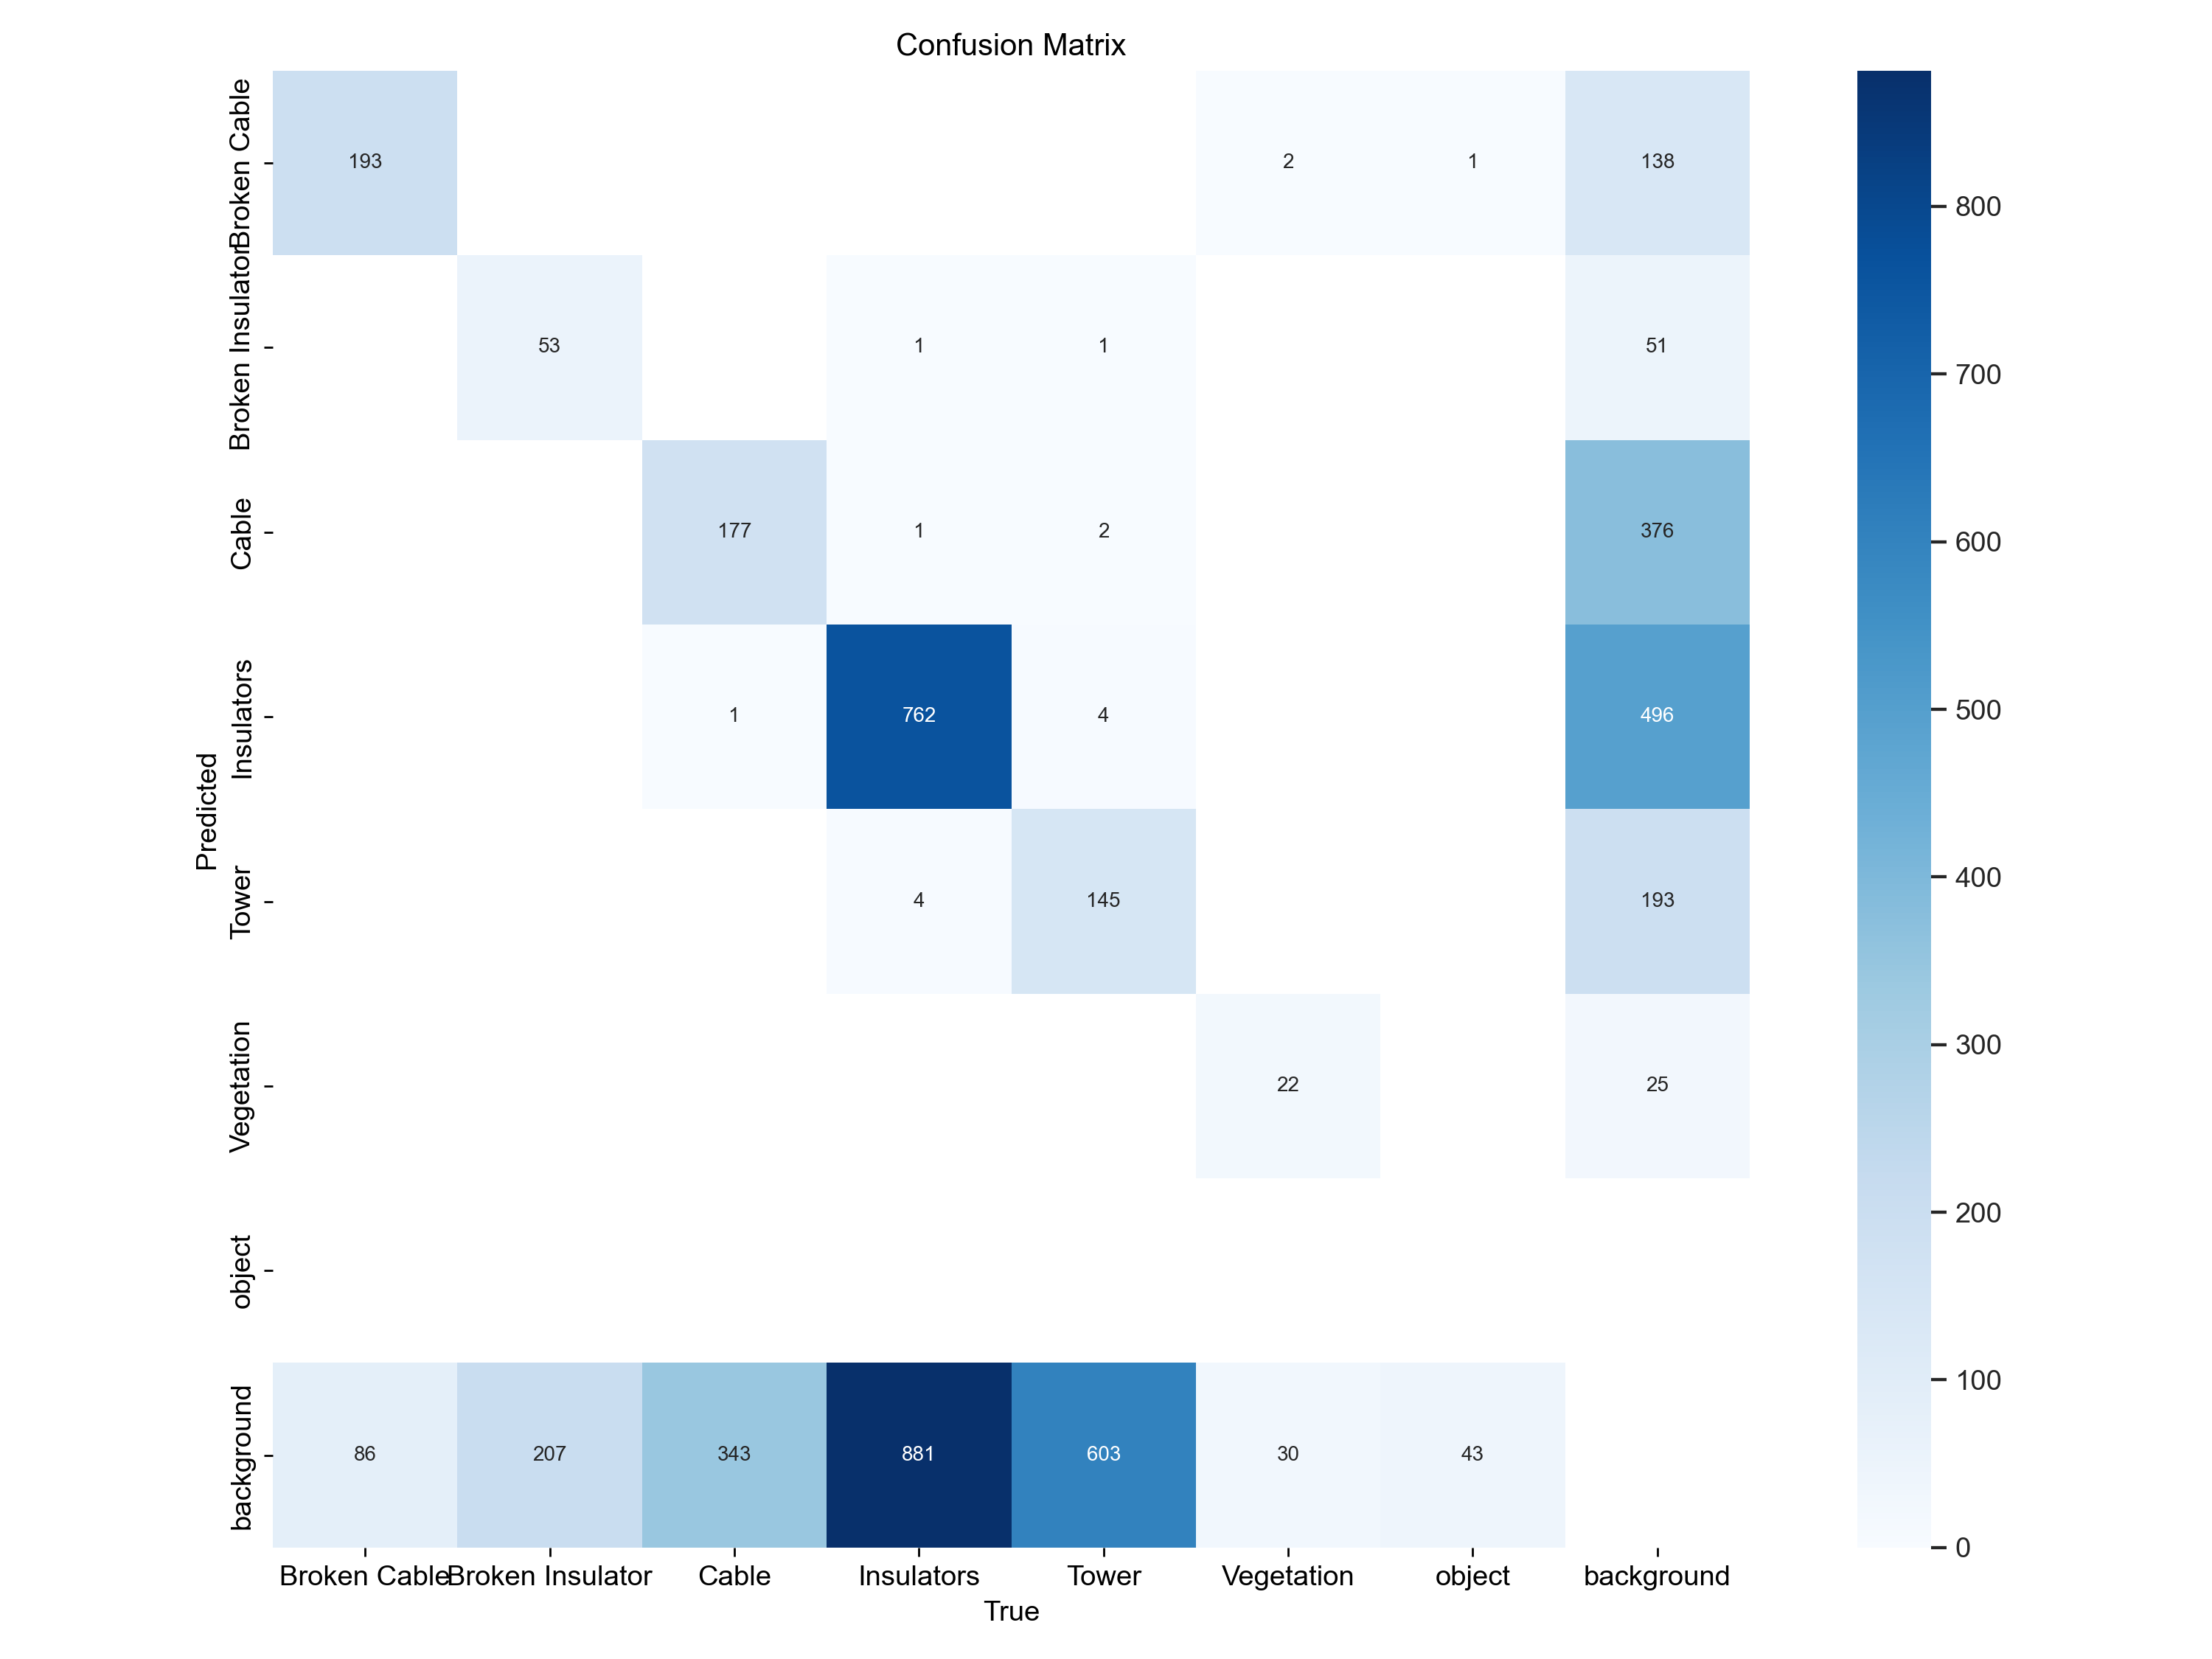 Confusion Matrix
Broken Cable
193
2
1
138
Broken Insulator
53
1
1
51
Cable
177
1
2
376
Insulators
1
762
4
496
Tower
4
145
193
Vegetation
22
25
object
background
86
207
343
881
603
30
43
Broken Cable
Broken Insulator
Cable
Insulators
Tower
Vegetation
object
background
True
Predicted
800
700
600
500
400
300
200
100
0